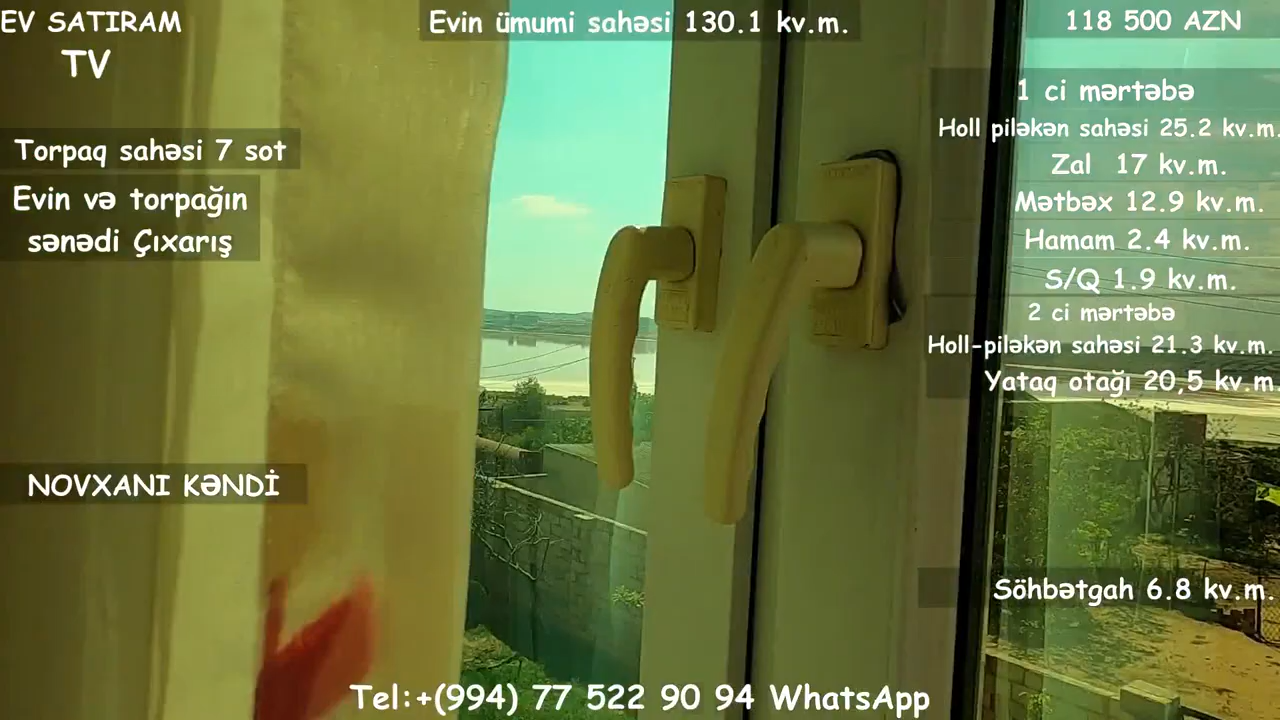 EV SATIRAM
TV
Evin ümumi sahəsi 130.1 kv.m.
118 500 AZN
Torpaq sahəsi 7 sot
Evin və torpağın
sənədi Çıxarış
NOVXANI KƏNDİ
1 ci mərtəbə
Holl piləkən sahəsi 25.2 kv.m.
Zal 17 kv.m.
Mətbəx 12.9 kv.m.
Hamam 2.4 kv.m.
S/Q 1.9 kv.m.
2 ci mərtəbə
Holl-piləkən sahəsi 21.3 kv.m.
Yataq otağı 20,5 kv.m.
Söhbətgah 6.8 kv.m.
Tel:+(994) 77 522 90 94 WhatsApp